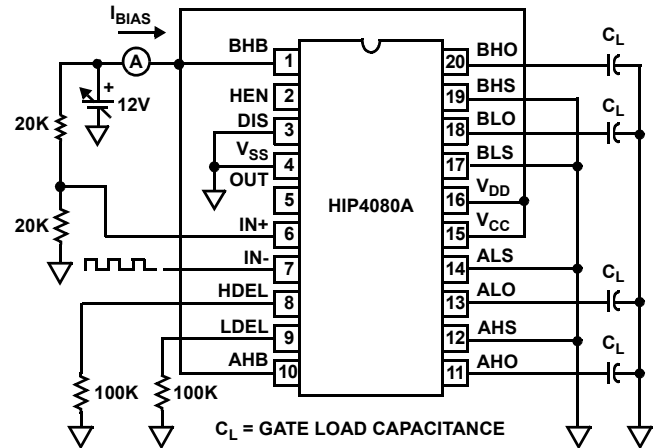 I_BIAS
A
+
12V
20K
20K
BHB 1
HEN 2
DIS 3
V_SS 4
OUT 5
IN+ 6
IN- 7
HDEL 8
LDEL 9
AHB 10
HIP4080A
20 BHO
19 BHS
18 BLO
17 BLS
16 V_DD
15 V_CC
14 ALS
13 ALO
12 AHS
11 AHO
C_L
C_L
C_L
C_L
100K
100K
C_L = GATE LOAD CAPACITANCE